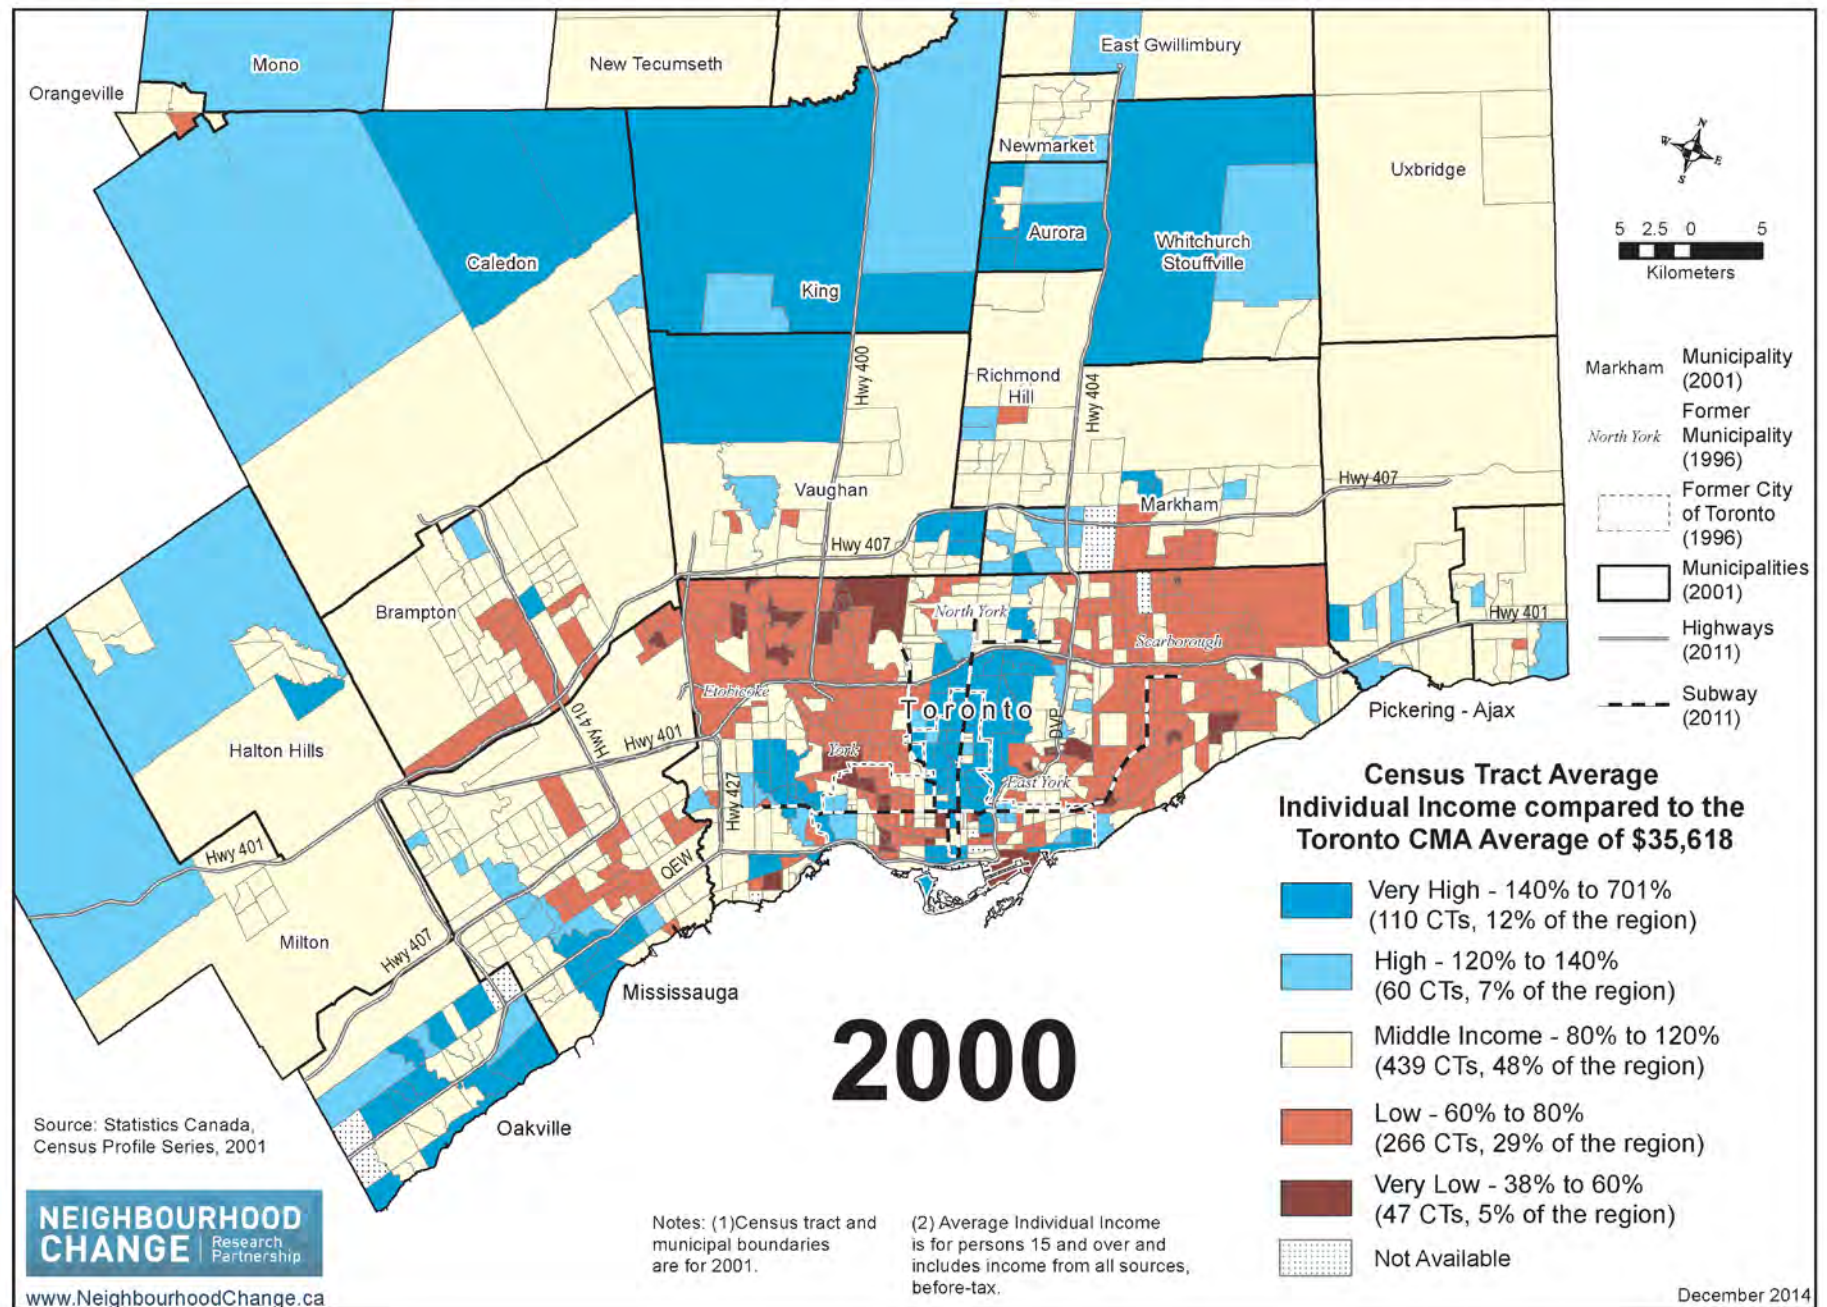 Mono
New Tecumseth
East Gwillimbury
Orangeville
Newmarket
Uxbridge
Aurora
Whitchurch
Stouffville
Caledon
King
5 2.5 0 5
Kilometers
Hwy 400
Richmond
Hill
Hwy 404
Vaughan
Markham
Hwy 407
Hwy 407
Brampton
North York
Hwy 401
Scarborough
Etobicoke
Toronto
Pickering - Ajax
Hwy 410
Hwy 401
DVP
Halton Hills
York
East York
Hwy 427
Hwy 401
QEW
Milton
Hwy 407
Mississauga
Oakville
2000
N
W
E
S
Markham
Municipality
(2001)
North York
Former
Municipality
(1996)
Former City
of Toronto
(1996)
Municipalities
(2001)
Highways
(2011)
Subway
(2011)
Census Tract Average
Individual Income compared to the
Toronto CMA Average of $35,618
Very High - 140% to 701%
(110 CTs, 12% of the region)
High - 120% to 140%
(60 CTs, 7% of the region)
Middle Income - 80% to 120%
(439 CTs, 48% of the region)
Low - 60% to 80%
(266 CTs, 29% of the region)
Very Low - 38% to 60%
(47 CTs, 5% of the region)
Not Available
Source: Statistics Canada,
Census Profile Series, 2001
NEIGHBOURHOOD
CHANGE | Research
Partnership
www.NeighbourhoodChange.ca
Notes: (1)Census tract and
municipal boundaries
are for 2001.
(2) Average Individual Income
is for persons 15 and over and
includes income from all sources,
before-tax.
December 2014